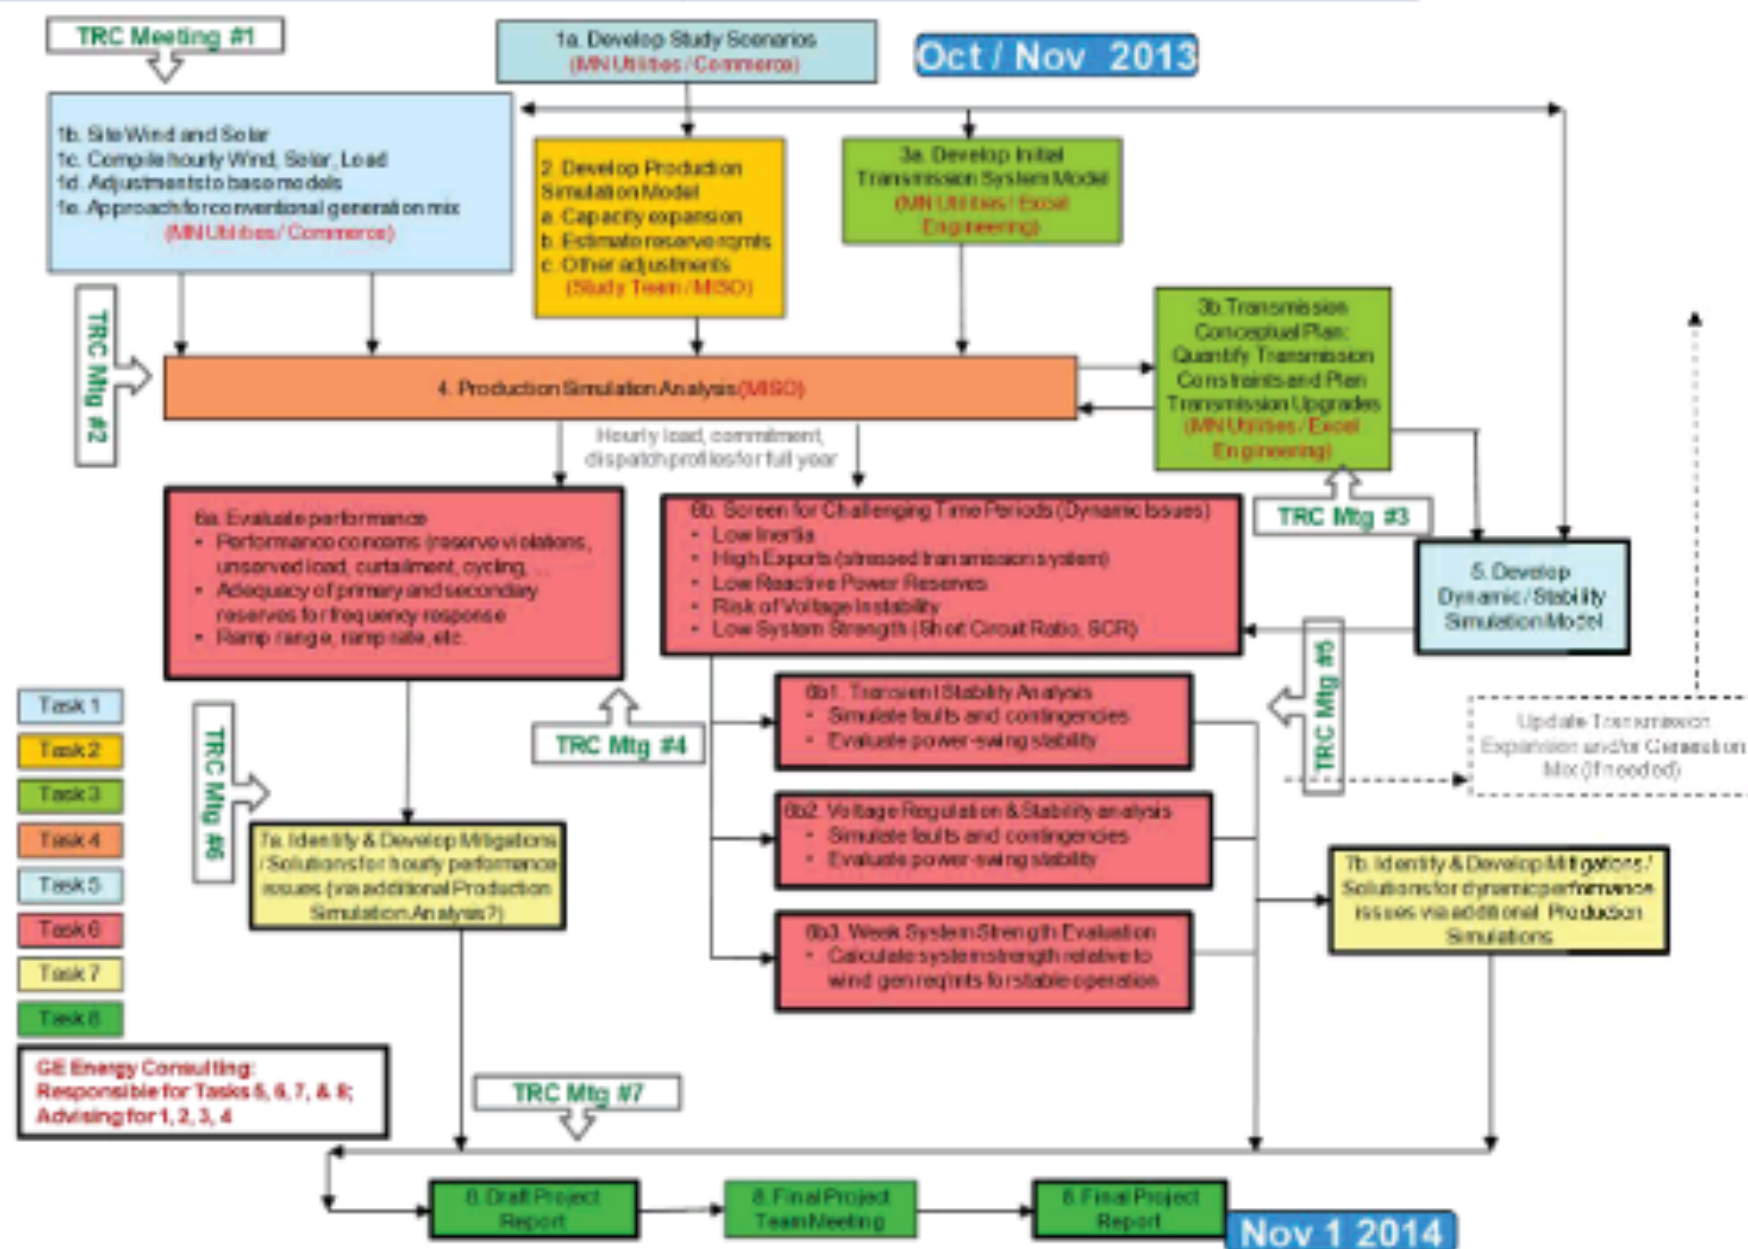 TRC Meeting #1
1a. Develop Study Scenarios
(MN Utilities / Commerce)
Oct / Nov 2013
1b. Site Wind and Solar
1c. Compile hourly Wind, Solar, Load
1d. Adjustments to base models
1e. Approach for conventional generation mix
(MN Utilities / Commerce)
2. Develop Production
Simulation Model
a. Capacity expansion
b. Estimate reserve rqmts
c. Other adjustments
(Study Team / MISO)
3a. Develop Initial
Transmission System Model
(MN Utilities / Excel
Engineering)
3b. Transmission
Conceptual Plan:
Quantify Transmission
Constraints and Plan
Transmission Upgrades
(MN Utilities / Excel
Engineering)
TRC Mtg #2
4. Production Simulation Analysis (MISO)
Hourly load, commitment,
dispatch profiles for full year
TRC Mtg #3
6a. Evaluate performance
• Performance concerns (reserve violations,
unserved load, curtailment, cycling, ...
• Adequacy of primary and secondary
reserves for frequency response
• Ramp range, ramp rate, etc.
6b. Screen for Challenging Time Periods (Dynamic Issues)
• Low Inertia
• High Exports (stressed transmission system)
• Low Reactive Power Reserves
• Risk of Voltage Instability
• Low System Strength (Short Circuit Ratio, SCR)
5. Develop
Dynamic / Stability
Simulation Model
TRC Mtg #4
TRC Mtg #5
6b1. Transient Stability Analysis
• Simulate faults and contingencies
• Evaluate power-swing stability
Update Transmission
Expansion and/or Generation
Mix (if needed)
Task 1
Task 2
Task 3
Task 4
Task 5
Task 6
Task 7
Task 8
TRC Mtg #6
6b2. Voltage Regulation & Stability analysis
• Simulate faults and contingencies
• Evaluate power-swing stability
7a. Identify & Develop Mitigations
/ Solutions for hourly performance
issues (via additional Production
Simulation Analysis?)
7b. Identify & Develop Mitigations /
Solutions for dynamic performance
issues via additional Production
Simulations
6b3. Weak System Strength Evaluation
• Calculate system strength relative to
wind gen req'mts for stable operation
GE Energy Consulting:
Responsible for Tasks 5, 6, 7, & 8;
Advising for 1, 2, 3, 4
TRC Mtg #7
8. Draft Project
Report
8. Final Project
Team Meeting
8. Final Project
Report
Nov 1 2014